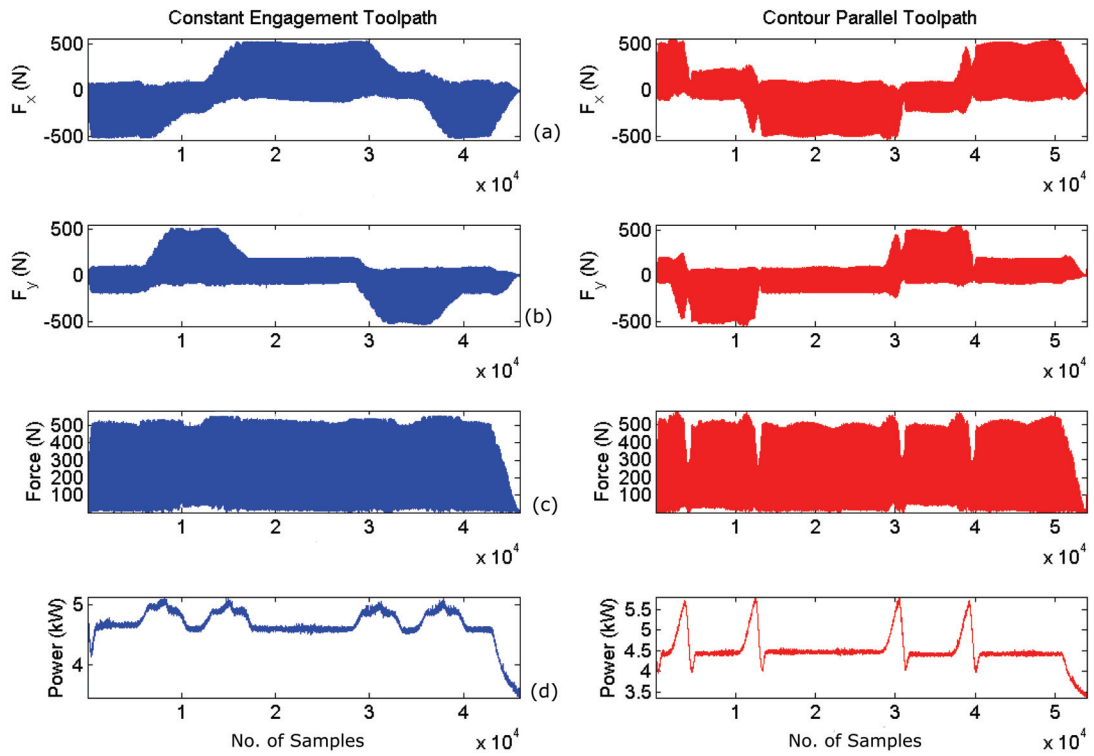 Constant Engagement Toolpath
Contour Parallel Toolpath
F_x (N)
500
0
-500
1 2 3 4
x 10^4
(a)
F_x (N)
500
0
-500
1 2 3 4 5
x 10^4
F_y (N)
500
0
-500
1 2 3 4
x 10^4
(b)
F_y (N)
500
0
-500
1 2 3 4 5
x 10^4
Force (N)
500
400
300
200
100
1 2 3 4
x 10^4
(c)
Force (N)
500
400
300
200
100
1 2 3 4 5
x 10^4
Power (kW)
5
4
1 2 3 4
No. of Samples
x 10^4
(d)
Power (kW)
5.5
5
4.5
4
3.5
1 2 3 4 5
No. of Samples
x 10^4